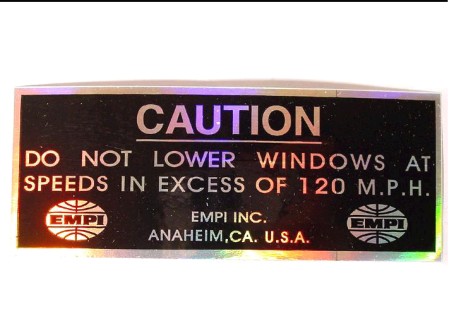 CAUTION
DO NOT LOWER WINDOWS AT
SPEEDS IN EXCESS OF 120 M.P.H.
EMPI INC.
ANAHEIM, CA. U.S.A.
EMPI
EMPI